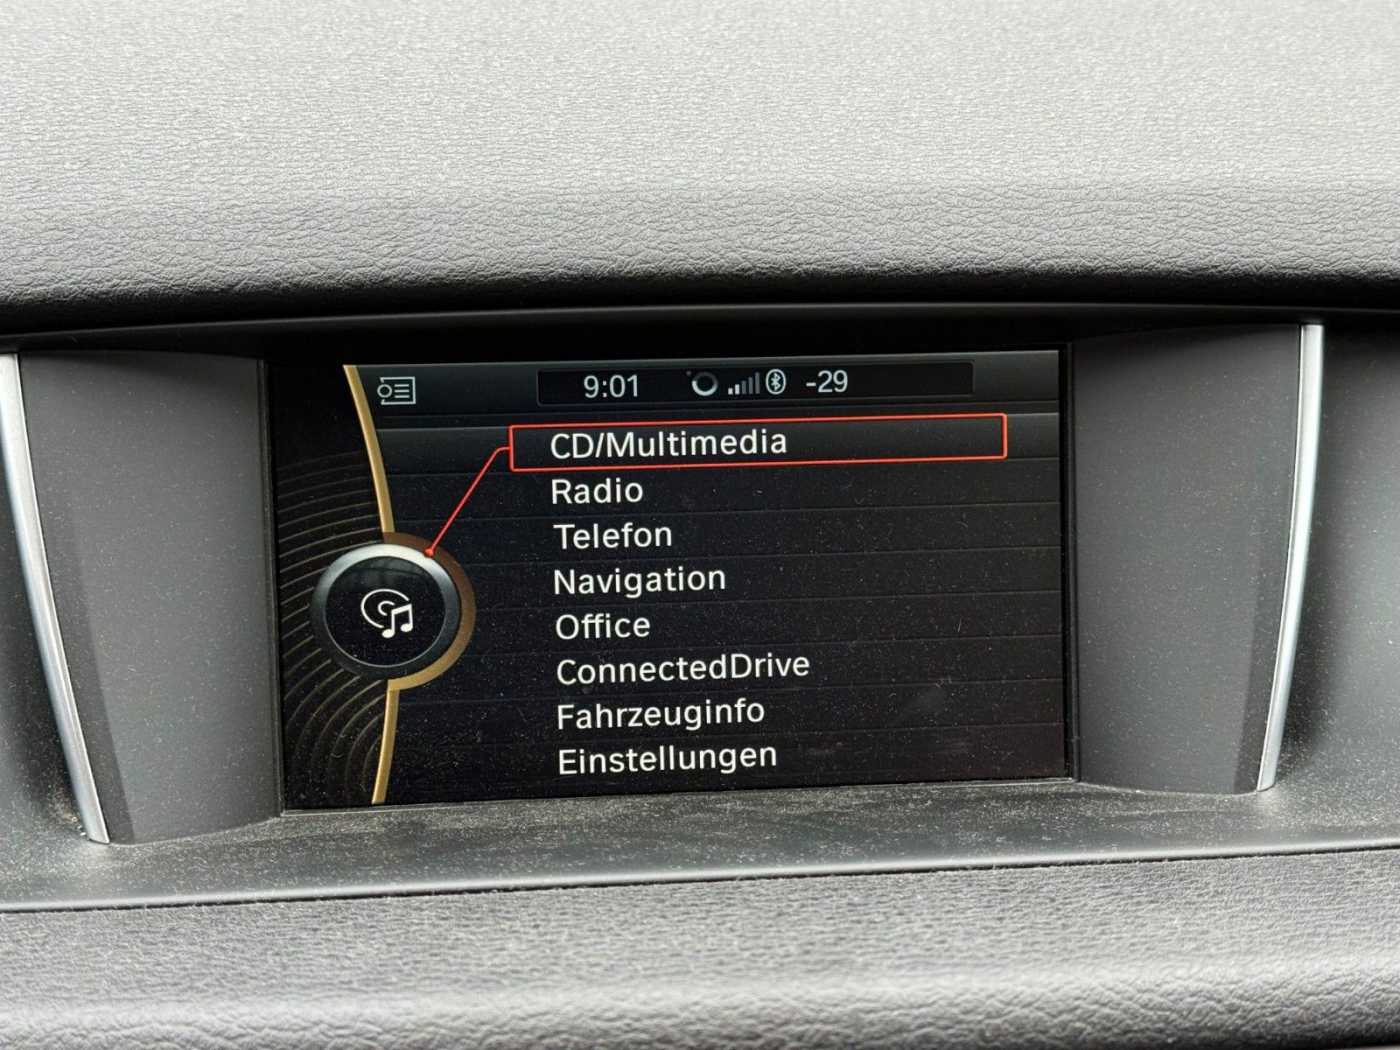 9:01 -29
CD/Multimedia
Radio
Telefon
Navigation
Office
ConnectedDrive
Fahrzeuginfo
Einstellungen